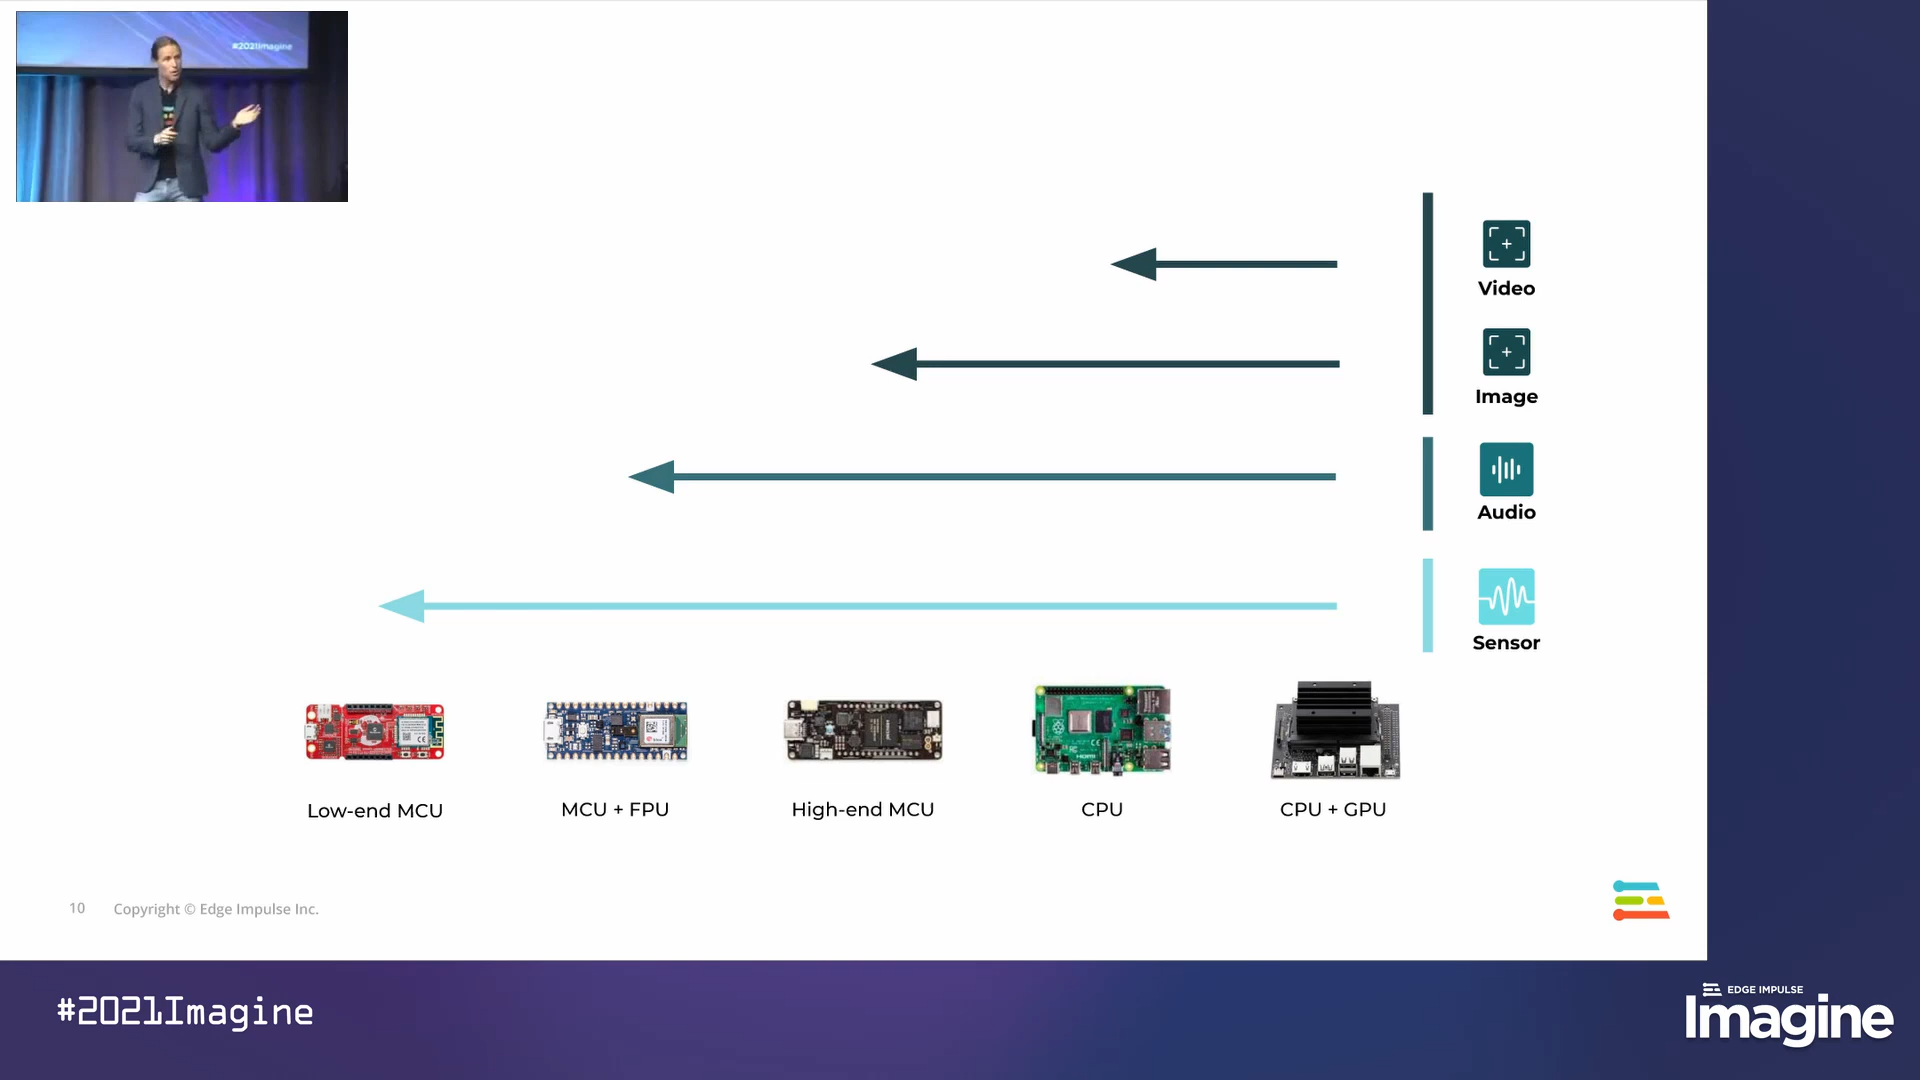 #2021Imagine
Video
Image
Audio
Sensor
Low-end MCU
MCU + FPU
High-end MCU
CPU
CPU + GPU
10
Copyright © Edge Impulse Inc.
#2021Imagine
EDGE IMPULSE
Imagine